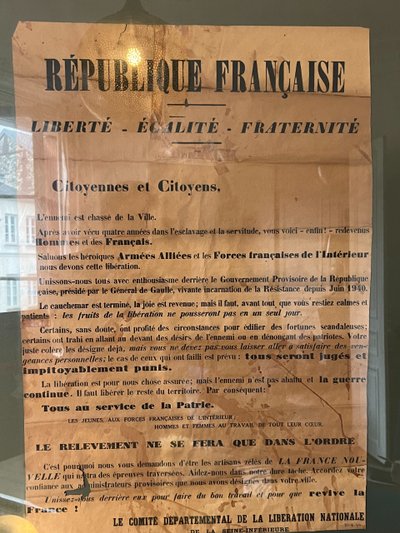 RÉPUBLIQUE FRANÇAISE
LIBERTÉ - ÉGALITÉ - FRATERNITÉ
Citoyennes et Citoyens,
L'ennemi est chassé de la Ville.
Après avoir vécu quatre années dans l'esclavage et la servitude, vous voici - enfin! - redevenus
Hommes et des Français.
Saluons les héroïques Armées Alliées et les Forces françaises de l'Intérieur
nous devons cette libération.
Unissons-nous tous avec enthousiasme derrière le Gouvernement Provisoire de la République
çaise, présidé par le Général de Gaulle, vivante incarnation de la Résistance depuis Juin 1940.
Le cauchemar est terminé, la joie est revenue; mais il faut, avant tout que vous restiez calmes et
patients : les fruits de la libération ne pousseront pas en un seul jour.
Certains, sans doute, ont profité des circonstances pour édifier des fortunes scandaleuses;
certains ont trahi en allant au devant des désirs de l'ennemi ou en dénonçant des patriotes. Votre
juste colère les désigne déjà, mais vous ne devez pas vous laisser aller à satisfaire des ven-
geances personnelles; le cas de ceux qui ont failli est prévu : tous seront jugés et
impitoyablement punis.
La libération est pour nous chose assurée; mais l'ennemi n'est pas abattu et la guerre
continue. Il faut libérer le reste du territoire. Par conséquent:
Tous au service de la Patrie.
LES JEUNES AUX FORCES FRANÇAISES DE L'INTÉRIEUR,
HOMMES ET FEMMES AU TRAVAIL DE TOUT LEUR CŒUR.
LE RELEVEMENT NE SE FERA QUE DANS L'ORDRE
C'est pourquoi nous vous demandons d'être les artisans zélés de LA FRANCE NOU-
VELLE qui naîtra des épreuves traversées. Aidez-nous dans notre dure tâche. Accordez votre
confiance aux administrateurs provisoires que nous avons désignés dans votre ville.
Unissez-vous derrière eux pour faire du bon travail et pour que revive la
France !
LE COMITÉ DÉPARTEMENTAL DE LA LIBÉRATION NATIONALE
DE LA SEINE-INFÉRIEURE